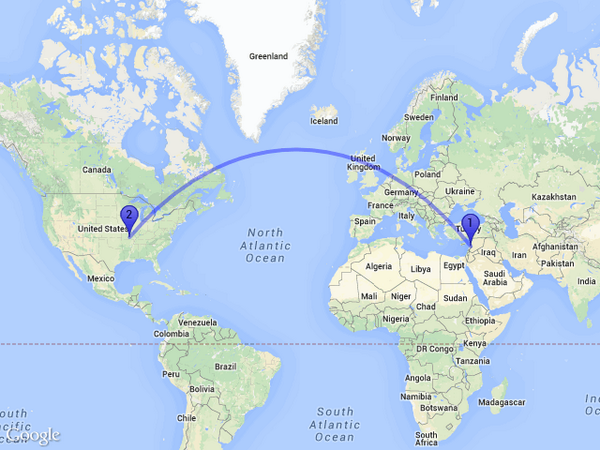 Greenland
Iceland
Finland
Sweden
Norway
Canada
United
Kingdom
Poland
Kazakhstan
Germany
Ukraine
France
Italy
Spain
1
2
United States
North
Atlantic
Ocean
Iraq
Iran
Afghanistan
Pakistan
Algeria
Libya
Egypt
Saudi
Arabia
India
Mexico
Mali
Niger
Chad
Sudan
Nigeria
Ethiopia
Venezuela
Colombia
DR Congo
Kenya
Tanzania
Peru
Brazil
Bolivia
Angola
Namibia
Botswana
Madagascar
Chile
South
Atlantic
Ocean
South
Africa
Google